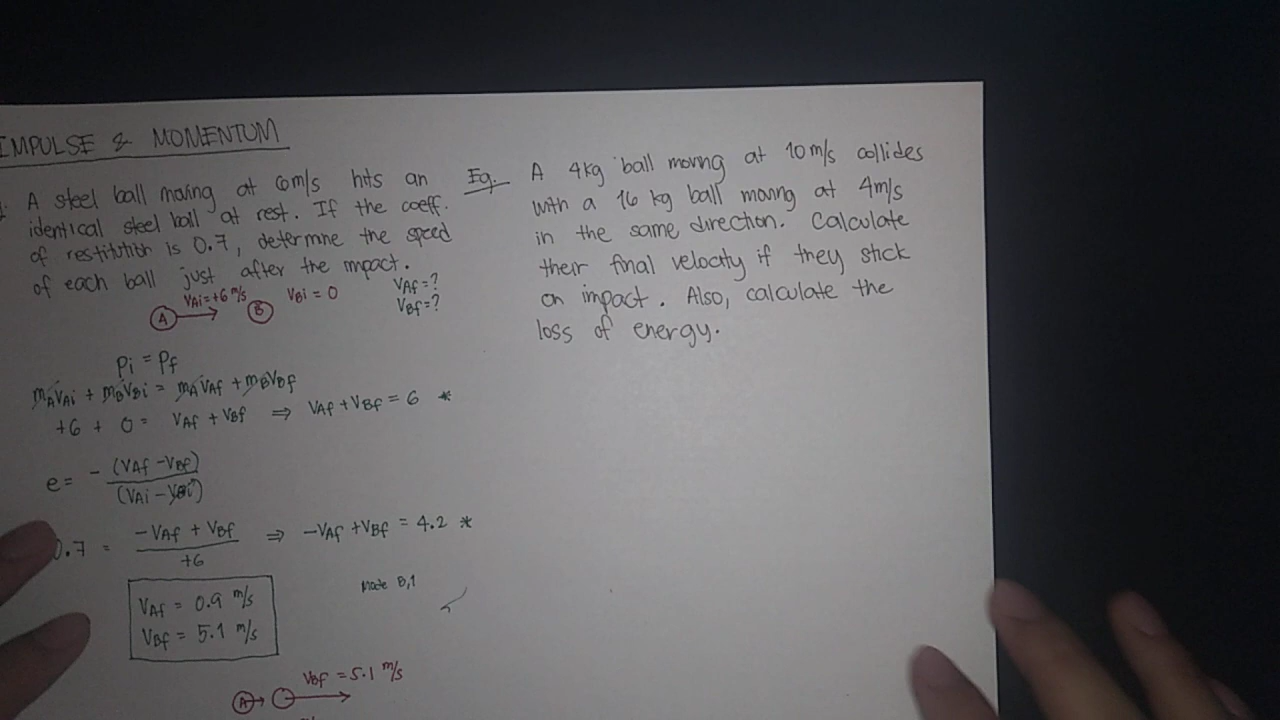 IMPULSE & MOMENTUM
A steel ball moving at 6m/s hits an
identical steel ball at rest. If the coeff.
of restitution is 0.7, determine the speed
of each ball just after the impact.
A VAi=+6 m/s B VBi = 0 VAf=?
VBf=?
Pi = Pf
mAVAi + mBVBi = mAVAf + mBVBf
+6 + 0 = VAf + VBf ⇒ VAf + VBf = 6 *
e = - (VAf - VBf) / (VAi - VBi)
0.7 = -VAf + VBf / +6 ⇒ -VAf + VBf = 4.2 *
Mode 5,1
VAf = 0.9 m/s
VBf = 5.1 m/s
VBf = 5.1 m/s
A
Eg. A 4kg ball moving at 10m/s collides
with a 16 kg ball moving at 4m/s
in the same direction. Calculate
their final velocity if they stick
on impact. Also, calculate the
loss of energy.